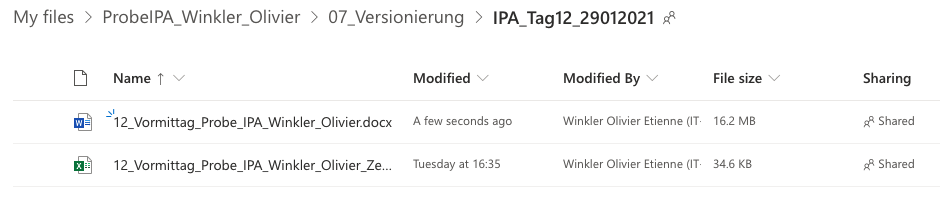 My files > ProbeIPA_Winkler_Olivier > 07_Versionierung > IPA_Tag12_29012021
Name ↑ Modified Modified By File size Sharing
12_Vormittag_Probe_IPA_Winkler_Olivier.docx A few seconds ago Winkler Olivier Etienne (IT- 16.2 MB Shared
12_Vormittag_Probe_IPA_Winkler_Olivier_Ze... Tuesday at 16:35 Winkler Olivier Etienne (IT- 34.6 KB Shared